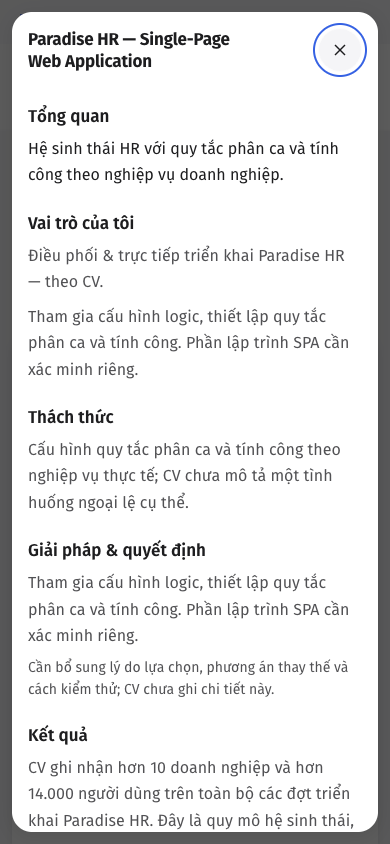 Paradise HR — Single-Page
Web Application
Tổng quan
Hệ sinh thái HR với quy tắc phân ca và tính
công theo nghiệp vụ doanh nghiệp.
Vai trò của tôi
Điều phối & trực tiếp triển khai Paradise HR
— theo CV.
Tham gia cấu hình logic, thiết lập quy tắc
phân ca và tính công. Phần lập trình SPA cần
xác minh riêng.
Thách thức
Cấu hình quy tắc phân ca và tính công theo
nghiệp vụ thực tế; CV chưa mô tả một tình
huống ngoại lệ cụ thể.
Giải pháp & quyết định
Tham gia cấu hình logic, thiết lập quy tắc
phân ca và tính công. Phần lập trình SPA cần
xác minh riêng.
Cần bổ sung lý do lựa chọn, phương án thay thế và
cách kiểm thử; CV chưa ghi chi tiết này.
Kết quả
CV ghi nhận hơn 10 doanh nghiệp và hơn
14.000 người dùng trên toàn bộ các đợt triển
khai Paradise HR. Đây là quy mô hệ sinh thái,